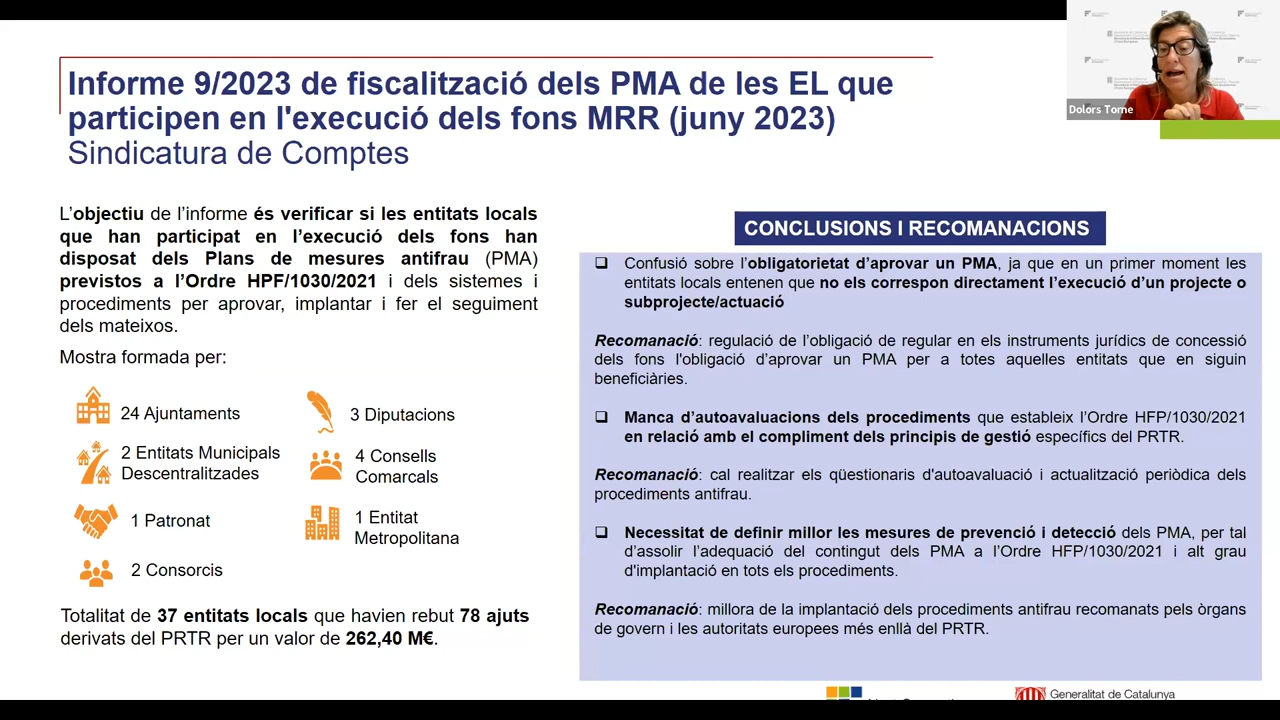 Informe 9/2023 de fiscalització dels PMA de les EL que
participen en l'execució dels fons MRR (juny 2023)
Sindicatura de Comptes
Dolors Torne
L'objectiu de l'informe és verificar si les entitats locals
que han participat en l'execució dels fons han
disposat dels Plans de mesures antifrau (PMA)
previstos a l'Ordre HPF/1030/2021 i dels sistemes i
procediments per aprovar, implantar i fer el seguiment
dels mateixos.
Mostra formada per:
24 Ajuntaments
3 Diputacions
2 Entitats Municipals
Descentralitzades
4 Consells
Comarcals
1 Patronat
1 Entitat
Metropolitana
2 Consorcis
Totalitat de 37 entitats locals que havien rebut 78 ajuts
derivats del PRTR per un valor de 262,40 M€.
CONCLUSIONS I RECOMANACIONS
❑ Confusió sobre l'obligatorietat d'aprovar un PMA, ja que en un primer moment les
entitats locals entenen que no els correspon directament l'execució d'un projecte o
subprojecte/actuació
Recomanació: regulació de l'obligació de regular en els instruments jurídics de concessió
dels fons l'obligació d'aprovar un PMA per a totes aquelles entitats que en siguin
beneficiàries.
❑ Manca d'autoavaluacions dels procediments que estableix l'Ordre HFP/1030/2021
en relació amb el compliment dels principis de gestió específics del PRTR.
Recomanació: cal realitzar els qüestionaris d'autoavaluació i actualització periòdica dels
procediments antifrau.
❑ Necessitat de definir millor les mesures de prevenció i detecció dels PMA, per tal
d'assolir l'adequació del contingut dels PMA a l'Ordre HFP/1030/2021 i alt grau
d'implantació en tots els procediments.
Recomanació: millora de la implantació dels procediments antifrau recomanats pels òrgans
de govern i les autoritats europees més enllà del PRTR.
Generalitat de Catalunya